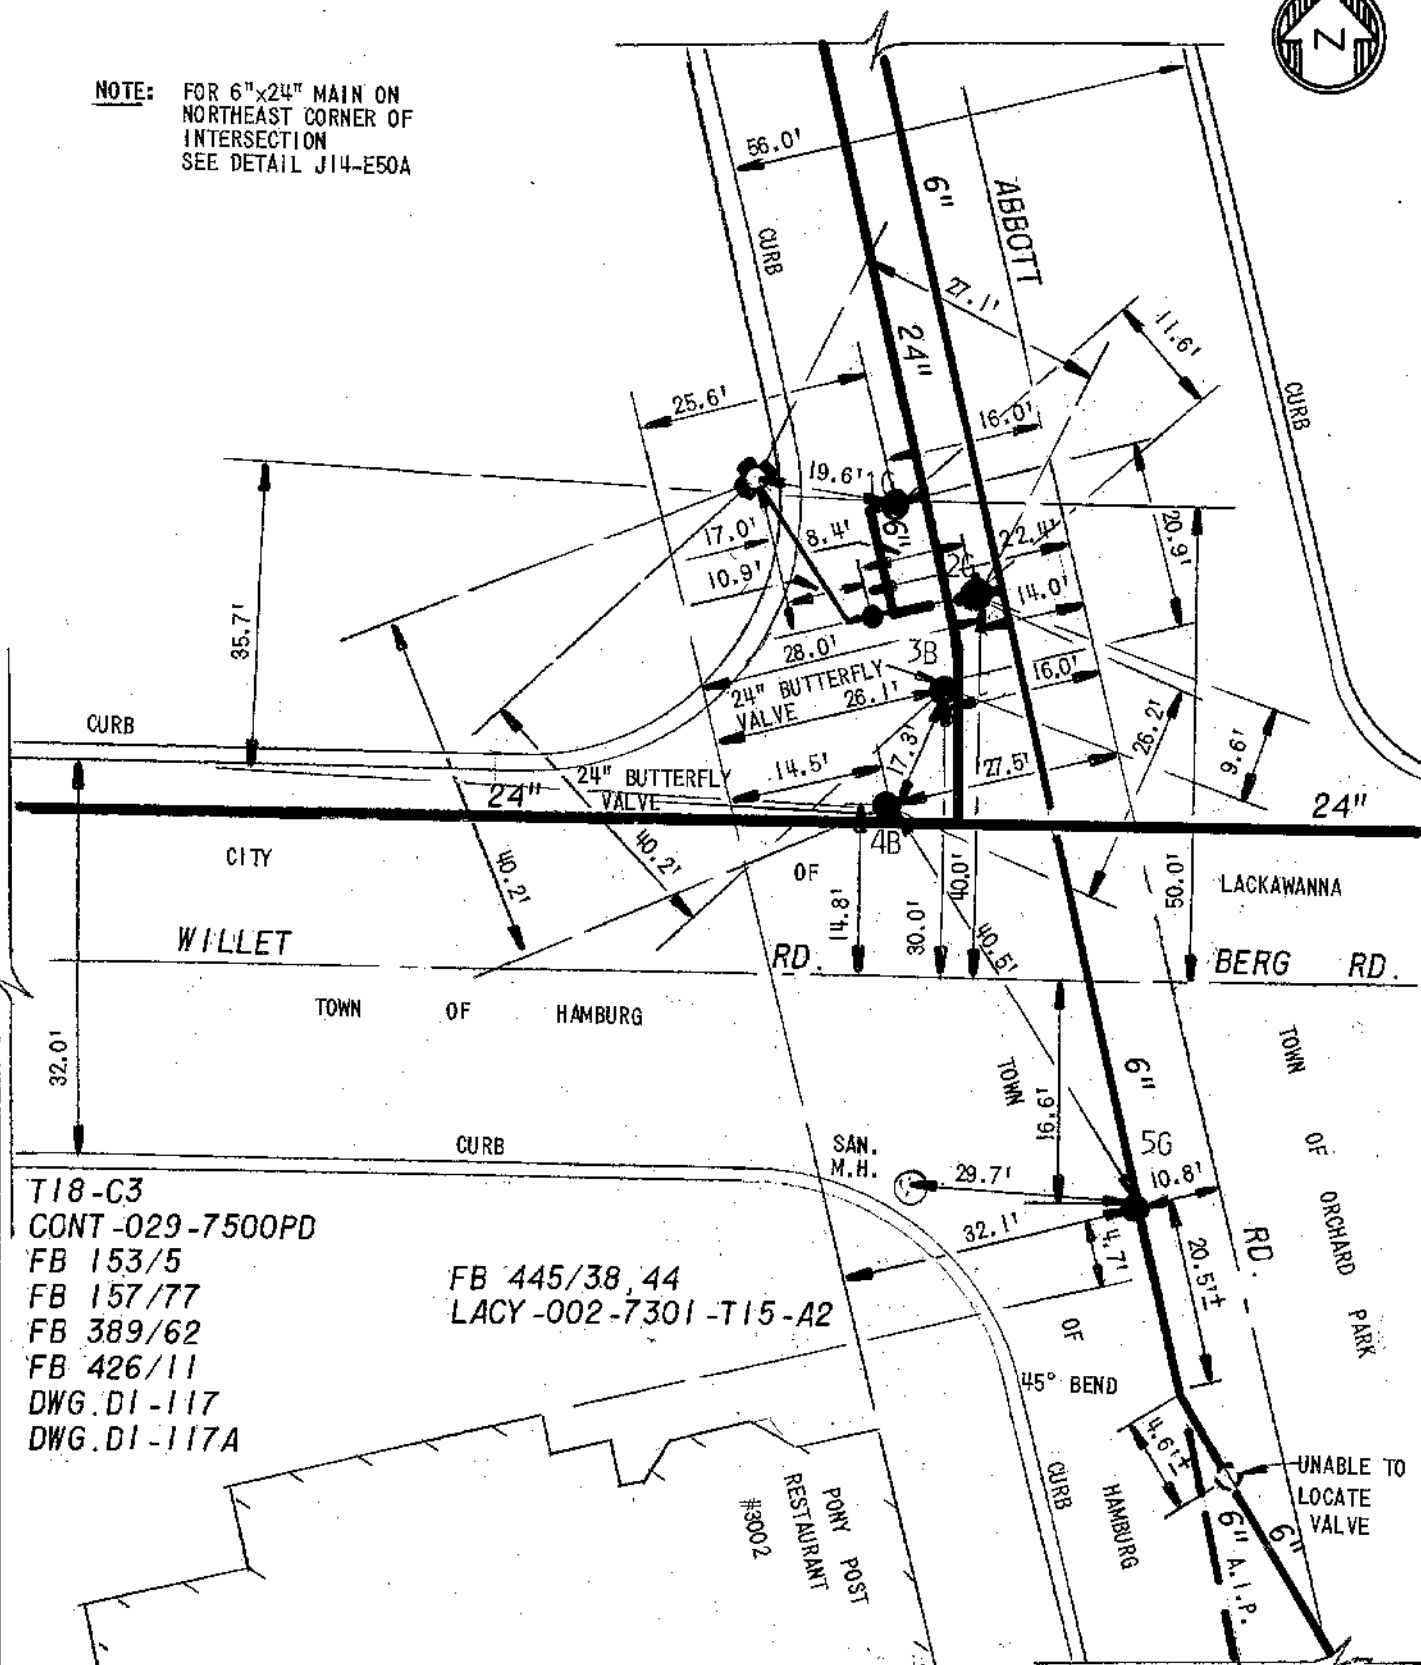 N
NOTE: FOR 6"x24" MAIN ON
NORTHEAST CORNER OF
INTERSECTION
SEE DETAIL J14-E50A
56.0'
CURB
6"
ABBOTT
27.1'
24"
11.6'
CURB
25.6'
16.0'
19.6'
1G
35.7'
17.0'
8.4'
6"
22.4'
20.9'
10.9'
2G
14.0'
28.0'
3B
24" BUTTERFLY
VALVE
26.1'
16.0'
CURB
26.2'
9.6'
24" BUTTERFLY
VALVE
14.5'
17.3'
27.5'
24"
24"
4B
40.2'
40.2'
CITY
OF
LACKAWANNA
14.8'
30.0'
40.0'
50.0'
40.5'
WILLET
RD.
BERG RD.
TOWN OF HAMBURG
32.0'
TOWN
16.6'
6"
TOWN
OF
ORCHARD
PARK
CURB
SAN.
M.H.
29.7'
5G
10.8'
32.1'
4.7'
20.5'±
RD.
T18-C3
CONT-029-7500PD
FB 153/5
FB 157/77
FB 389/62
FB 426/11
DWG.D1-117
DWG.D1-117A
FB 445/38,44
LACY-002-7301-T15-A2
OF
45° BEND
4.6'±
CURB
HAMBURG
UNABLE TO
LOCATE
VALVE
6" A.I.P.
6"
PONY POST
RESTAURANT
#3002